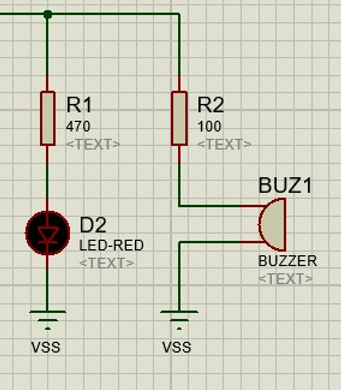 R1
470
<TEXT>
R2
100
<TEXT>
BUZ1
D2
LED-RED
<TEXT>
BUZZER
<TEXT>
VSS
VSS